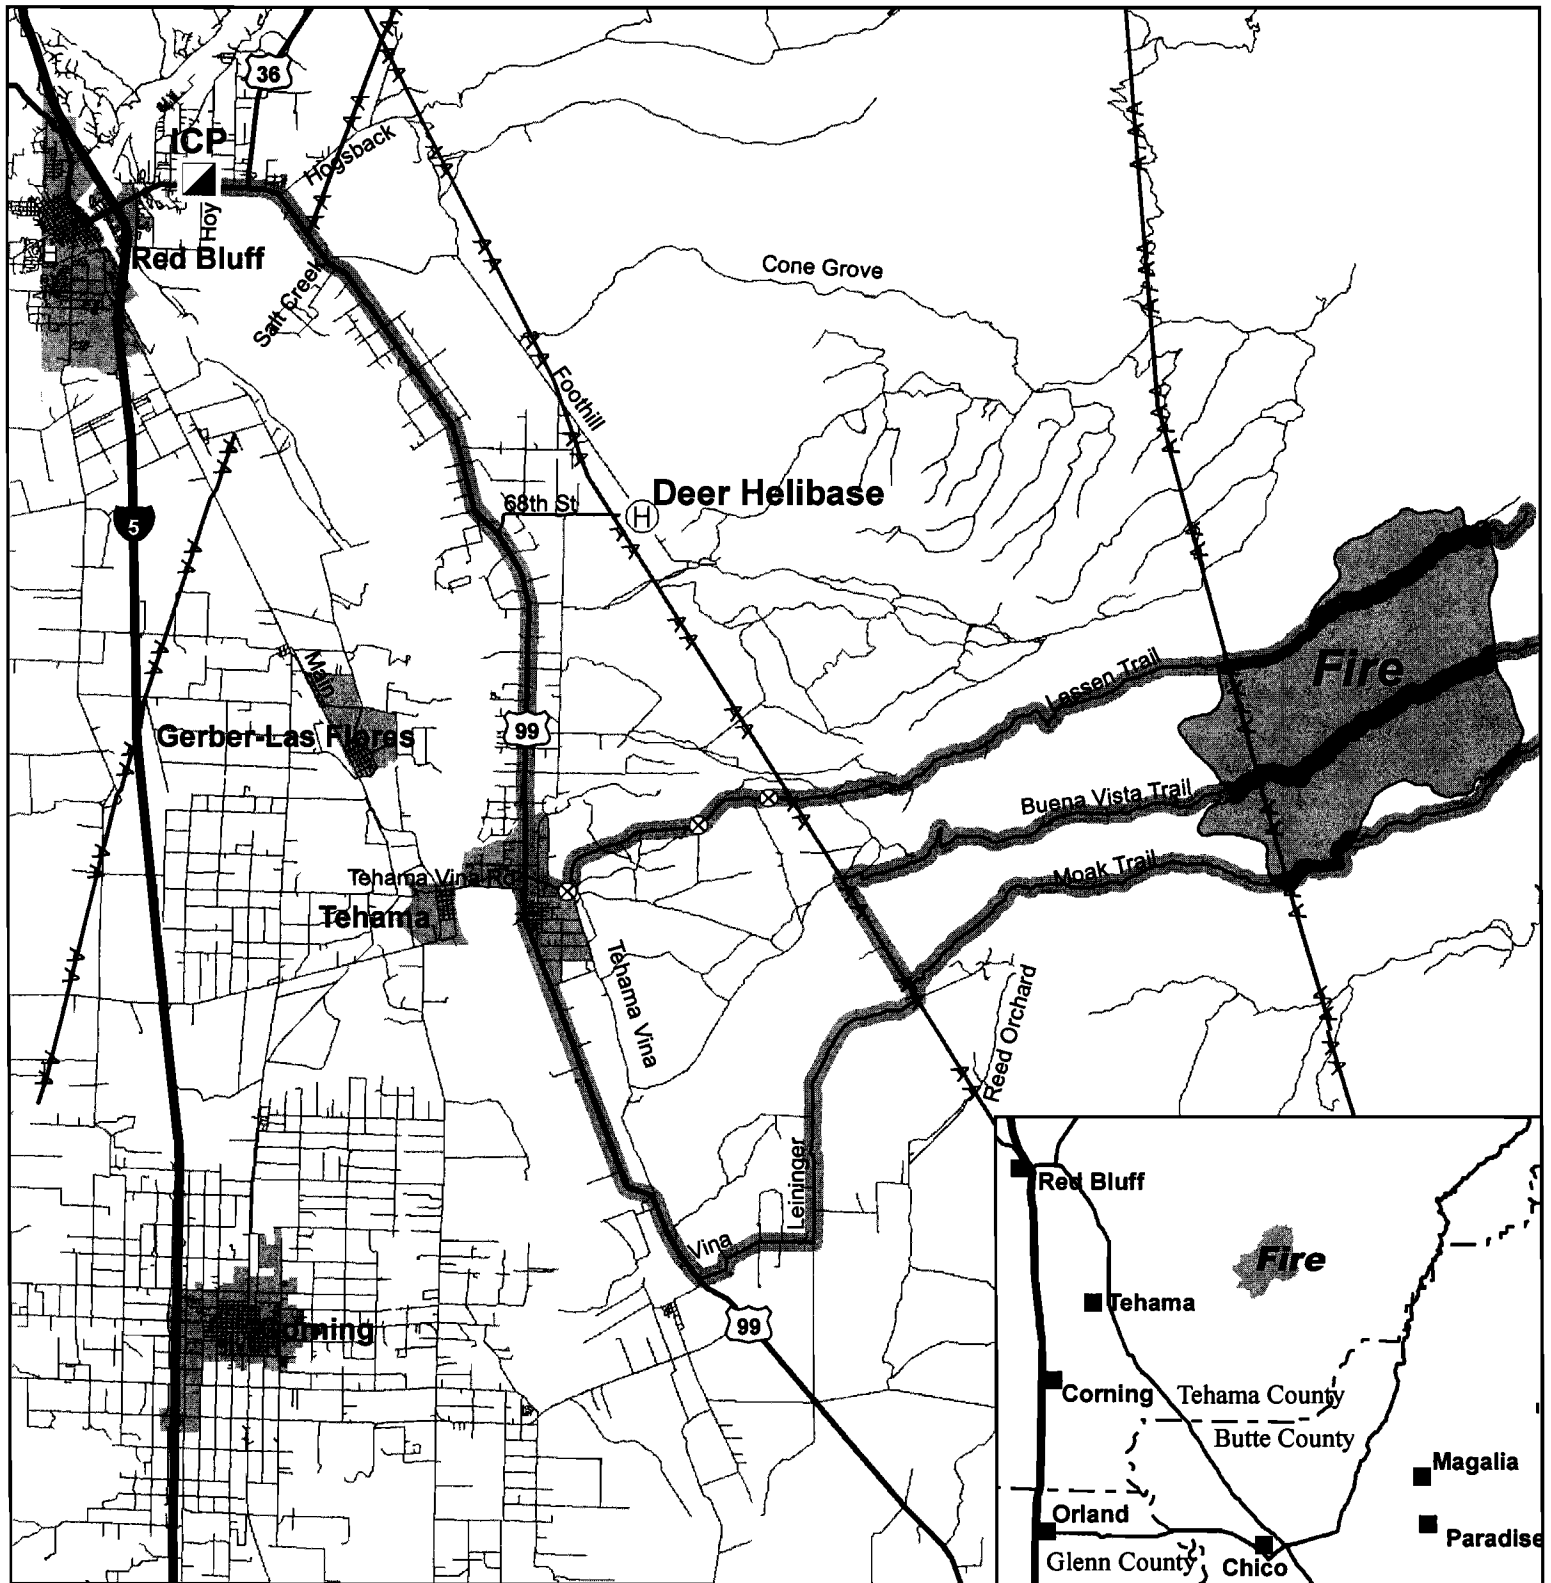 36
ICP
Hogsback
Hoy
Red Bluff
Salt Creek
Cone Grove
Foothill
Deer Helibase
68th St
H
5
Main
Lassen Trail
Fire
Gerber-Las Flores
99
Buena Vista Trail
Moak Trail
Tehama Vina Rd
Tehama
Tehama Vina
Reed Orchard
Leininger
Vina
99
Corning
Red Bluff
Fire
Tehama
Corning
Tehama County
Butte County
Magalia
Orland
Paradise
Glenn County
Chico